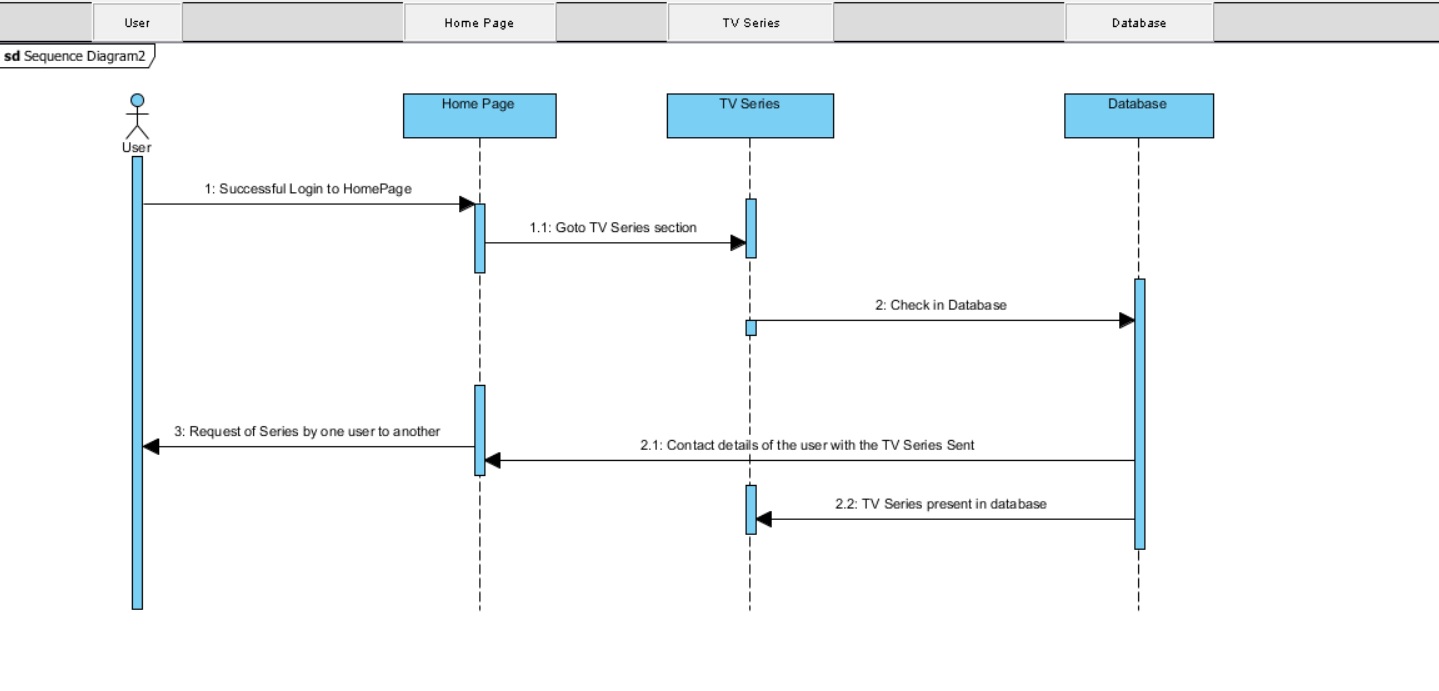 User
Home Page
TV Series
Database
sd Sequence Diagram2
Home Page
TV Series
Database
User
1: Successful Login to HomePage
1.1: Goto TV Series section
2: Check in Database
3: Request of Series by one user to another
2.1: Contact details of the user with the TV Series Sent
2.2: TV Series present in database